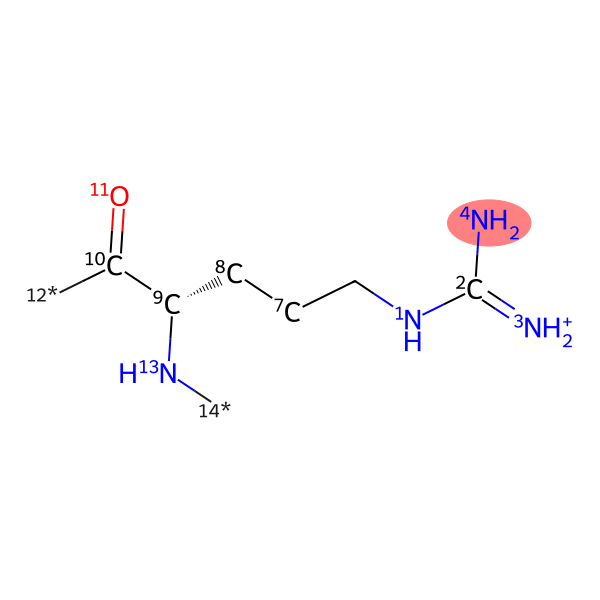 ¹¹O
⁴NH₂
¹⁰C
⁸C
²C
12*
⁹C
⁷C
¹N
H
³NH₂⁺
H¹³N
14*